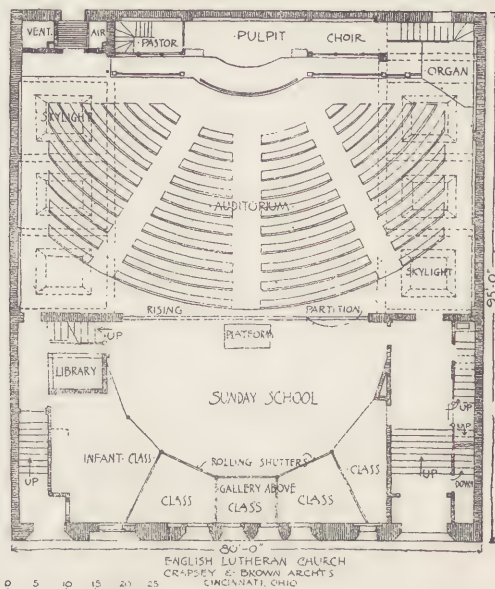 VENT.
AIR
PASTOR
PULPIT
CHOIR
ORGAN
SKYLIGHT
AUDITORIUM
SKYLIGHT
RISING PARTITION
UP
PLATFORM
LIBRARY
SUNDAY SCHOOL
UP
UP
INFANT CLASS
ROLLING SHUTTERS
CLASS
UP
UP
DOWN
GALLERY ABOVE
CLASS
CLASS
CLASS
80'-0"
ENGLISH LUTHERAN CHURCH
CRAPSEY & BROWN ARCHTS
CINCINNATI, OHIO
0 5 10 15 20 25